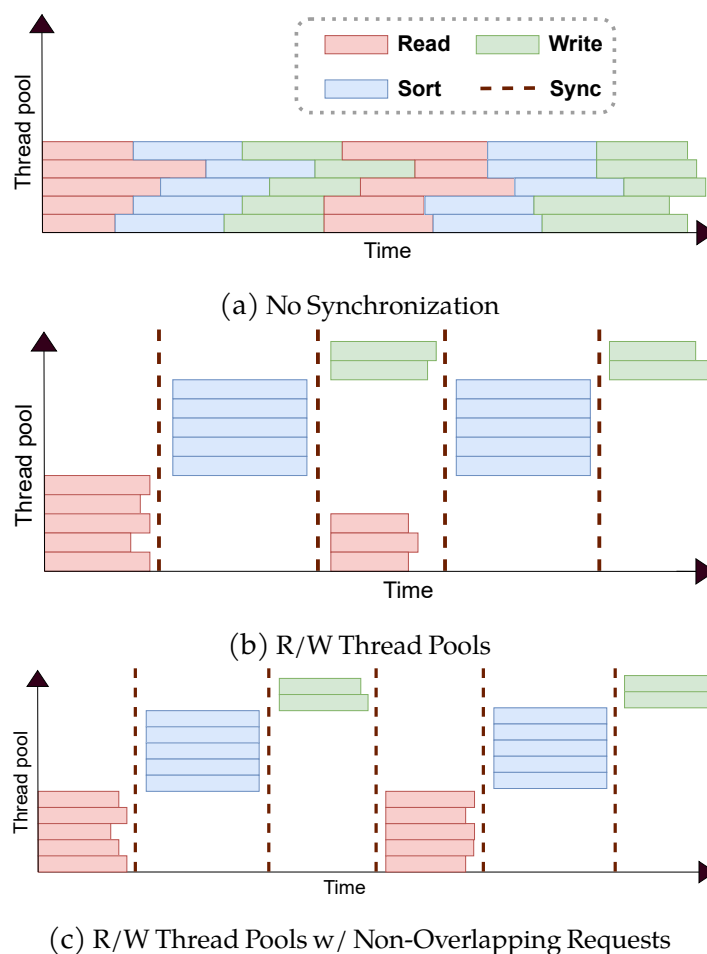 Read
Write
Sort
Sync
Thread pool
Time
(a) No Synchronization
Thread pool
Time
(b) R/W Thread Pools
Thread pool
Time
(c) R/W Thread Pools w/ Non-Overlapping Requests